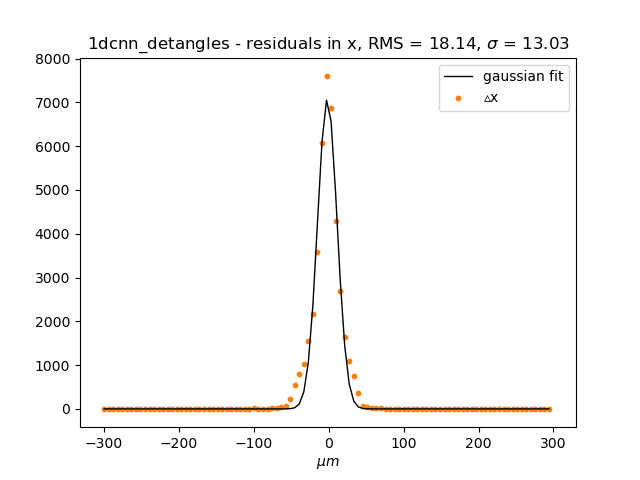 1dcnn_detangles - residuals in x, RMS = 18.14, σ = 13.03
8000
7000
6000
5000
4000
3000
2000
1000
0
gaussian fit
△x
−300 −200 −100 0 100 200 300
μm